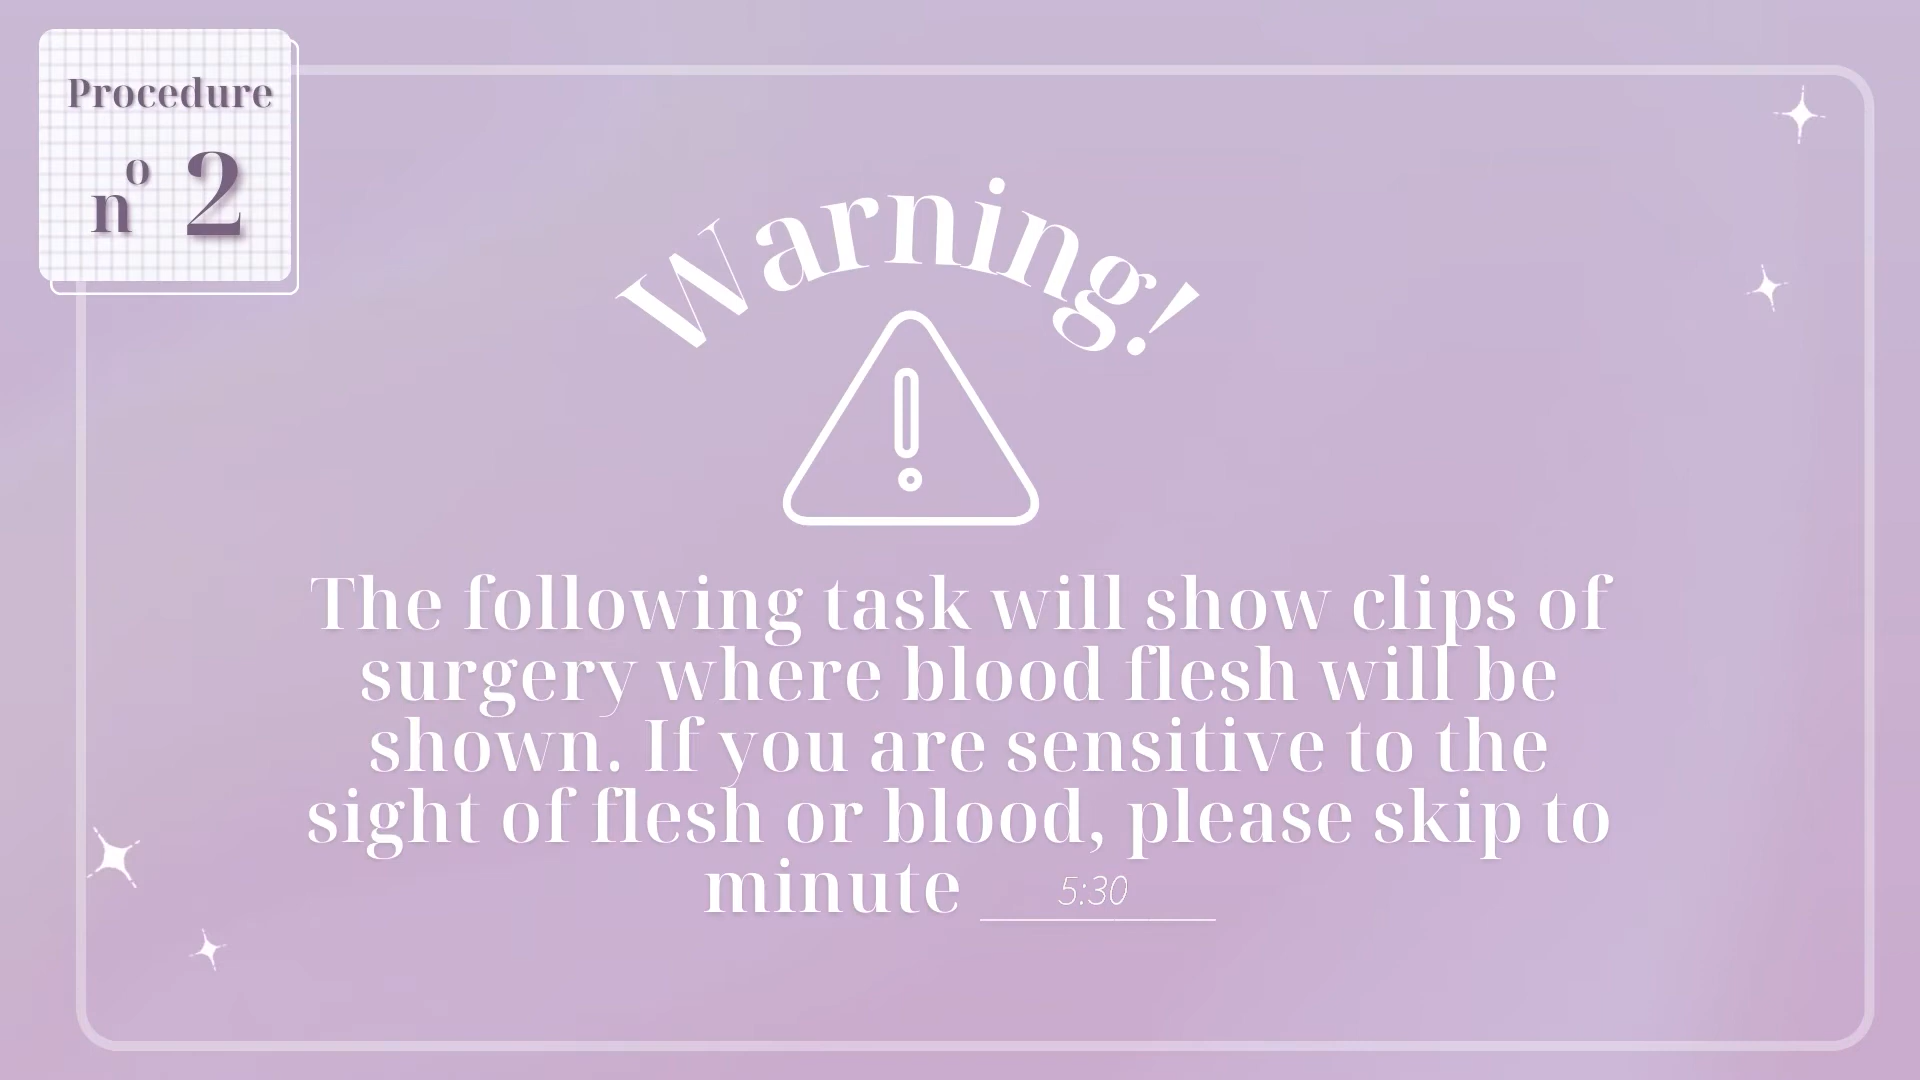 Procedure
nº 2
Warning!
The following task will show clips of
surgery where blood flesh will be
shown. If you are sensitive to the
sight of flesh or blood, please skip to
minute 5:30